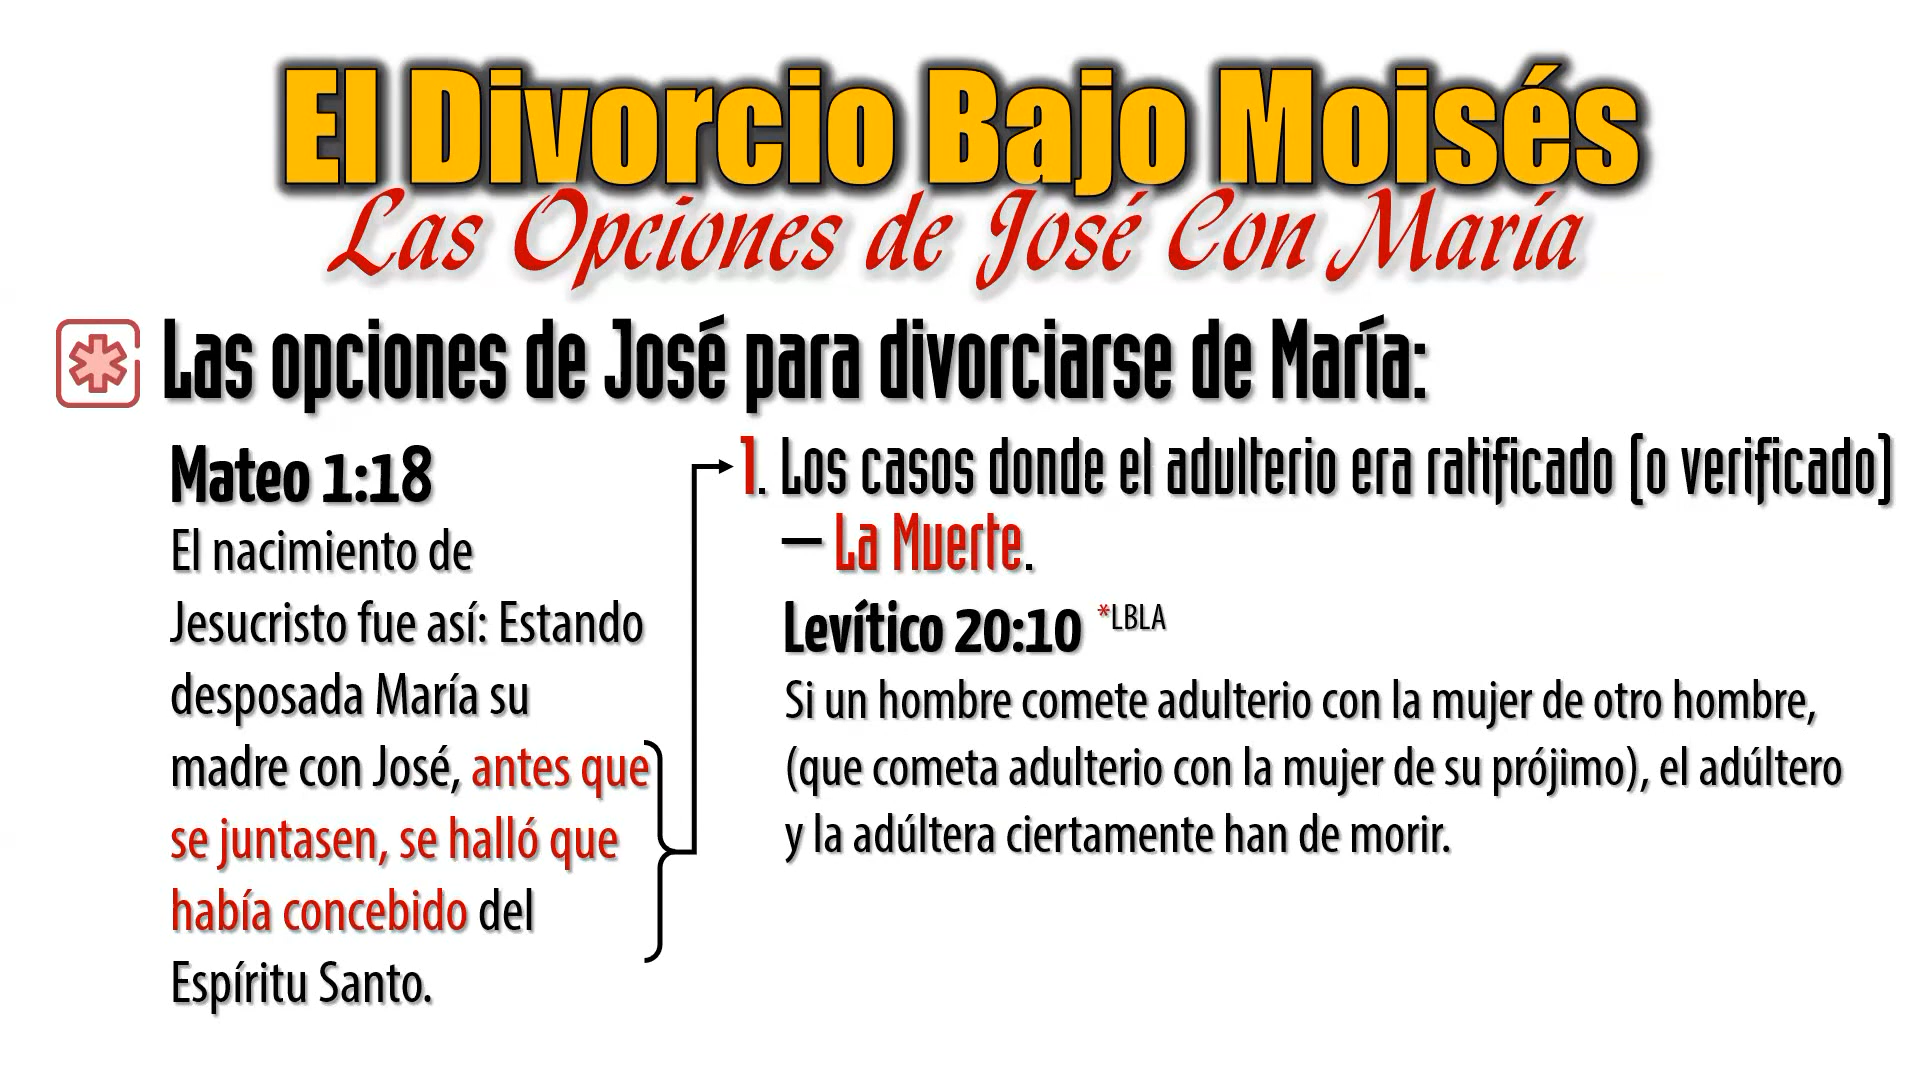 El Divorcio Bajo Moisés
Las Opciones de José Con María
Las opciones de José para divorciarse de María:
Mateo 1:18
El nacimiento de
Jesucristo fue así: Estando
desposada María su
madre con José, antes que
se juntasen, se halló que
había concebido del
Espíritu Santo.
1. Los casos donde el adulterio era ratificado (o verificado)
— La Muerte.
Levítico 20:10 *LBLA
Si un hombre comete adulterio con la mujer de otro hombre,
(que cometa adulterio con la mujer de su prójimo), el adúltero
y la adúltera ciertamente han de morir.